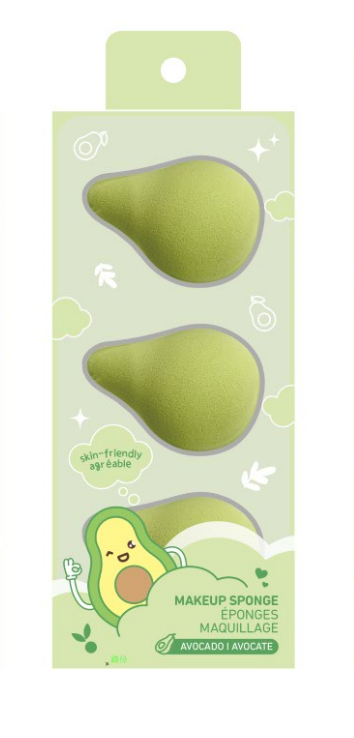 skin-friendly
agréable
MAKEUP SPONGE
ÉPONGES
MAQUILLAGE
AVOCADO I AVOCATE